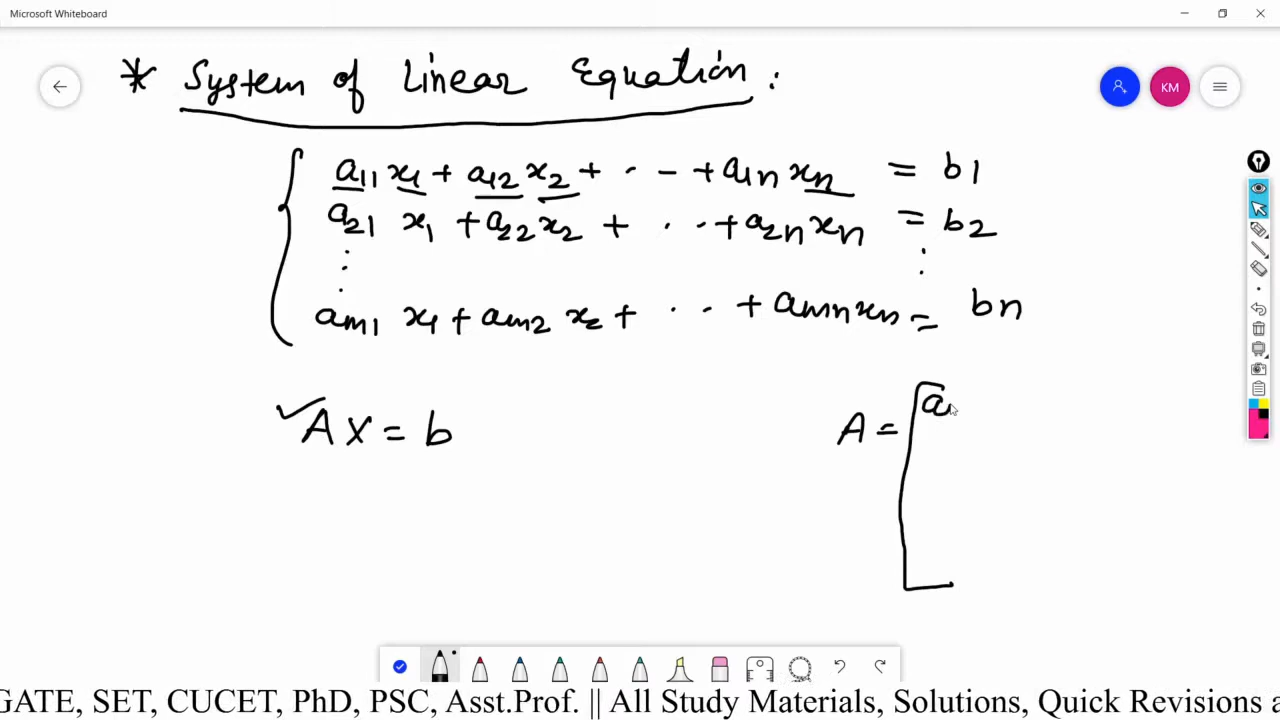 Microsoft Whiteboard
* System of Linear Equation :
a11 x1 + a12 x2 + . . - + a1n xn = b1
a21 x1 + a22 x2 + . . - + a2n xn = b2
: :
am1 x1 + am2 x2 + . . - + amn xn = bn
✓ A X = b
A = [ a
KM
GATE, SET, CUCET, PhD, PSC, Asst.Prof. || All Study Materials, Solutions, Quick Revisions a